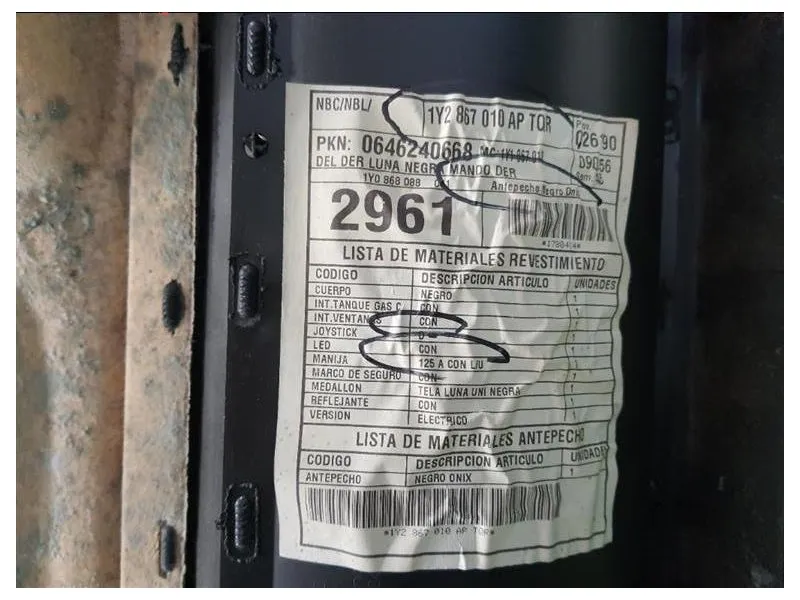 NBC/NBL/ 1Y2 867 010 AP TQR
PKN: 0646240668
DEL DER LUNA NEGRA MANDO DER
1Y0 868 088
Antepecho Negro Onix
2961
LISTA DE MATERIALES REVESTIMIENTO
CODIGO DESCRIPCION ARTICULO UNIDADES
CUERPO NEGRO 1
INT.TANQUE GAS C CON 1
INT.VENTANAS CON 1
JOYSTICK 1
LED CON 1
MANIJA 125 A CON L/U 1
MARCO DE SEGURO CON 1
MEDALLON TELA LUNA UNI NEGRA 1
REFLEJANTE CON 1
VERSION ELECTRICO 1
LISTA DE MATERIALES ANTEPECHO
CODIGO DESCRIPCION ARTICULO UNIDADES
ANTEPECHO NEGRO ONIX 1
*1Y2 867 010 AP TQR*